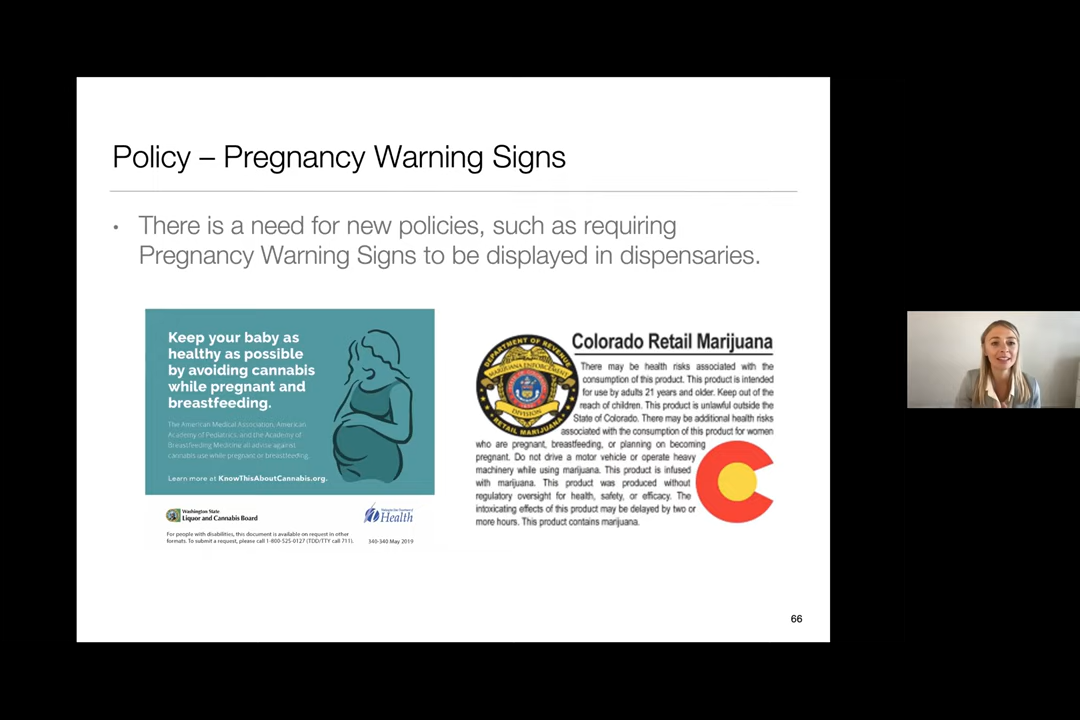 Policy – Pregnancy Warning Signs
• There is a need for new policies, such as requiring
Pregnancy Warning Signs to be displayed in dispensaries.
Keep your baby as
healthy as possible
by avoiding cannabis
while pregnant and
breastfeeding.
The American Medical Association, American
Academy of Pediatrics, and the Academy of
Breastfeeding Medicine all advise against
cannabis use while pregnant or breastfeeding.
Learn more at KnowThisAboutCannabis.org.
Washington State
Liquor and Cannabis Board
Health
For people with disabilities, this document is available on request in other
formats. To submit a request, please call 1-800-525-0127 (TDD/TTY call 711).
340-340 May 2019
DEPARTMENT OF REVENUE
MARIJUANA ENFORCEMENT
DIVISION
RETAIL MARIJUANA
Colorado Retail Marijuana
There may be health risks associated with the
consumption of this product. This product is intended
for use by adults 21 years and older. Keep out of the
reach of children. This product is unlawful outside the
State of Colorado. There may be additional health risks
associated with the consumption of this product for women
who are pregnant, breastfeeding, or planning on becoming
pregnant. Do not drive a motor vehicle or operate heavy
machinery while using marijuana. This product is infused
with marijuana. This product was produced without
regulatory oversight for health, safety, or efficacy. The
intoxicating effects of this product may be delayed by two or
more hours. This product contains marijuana.
66